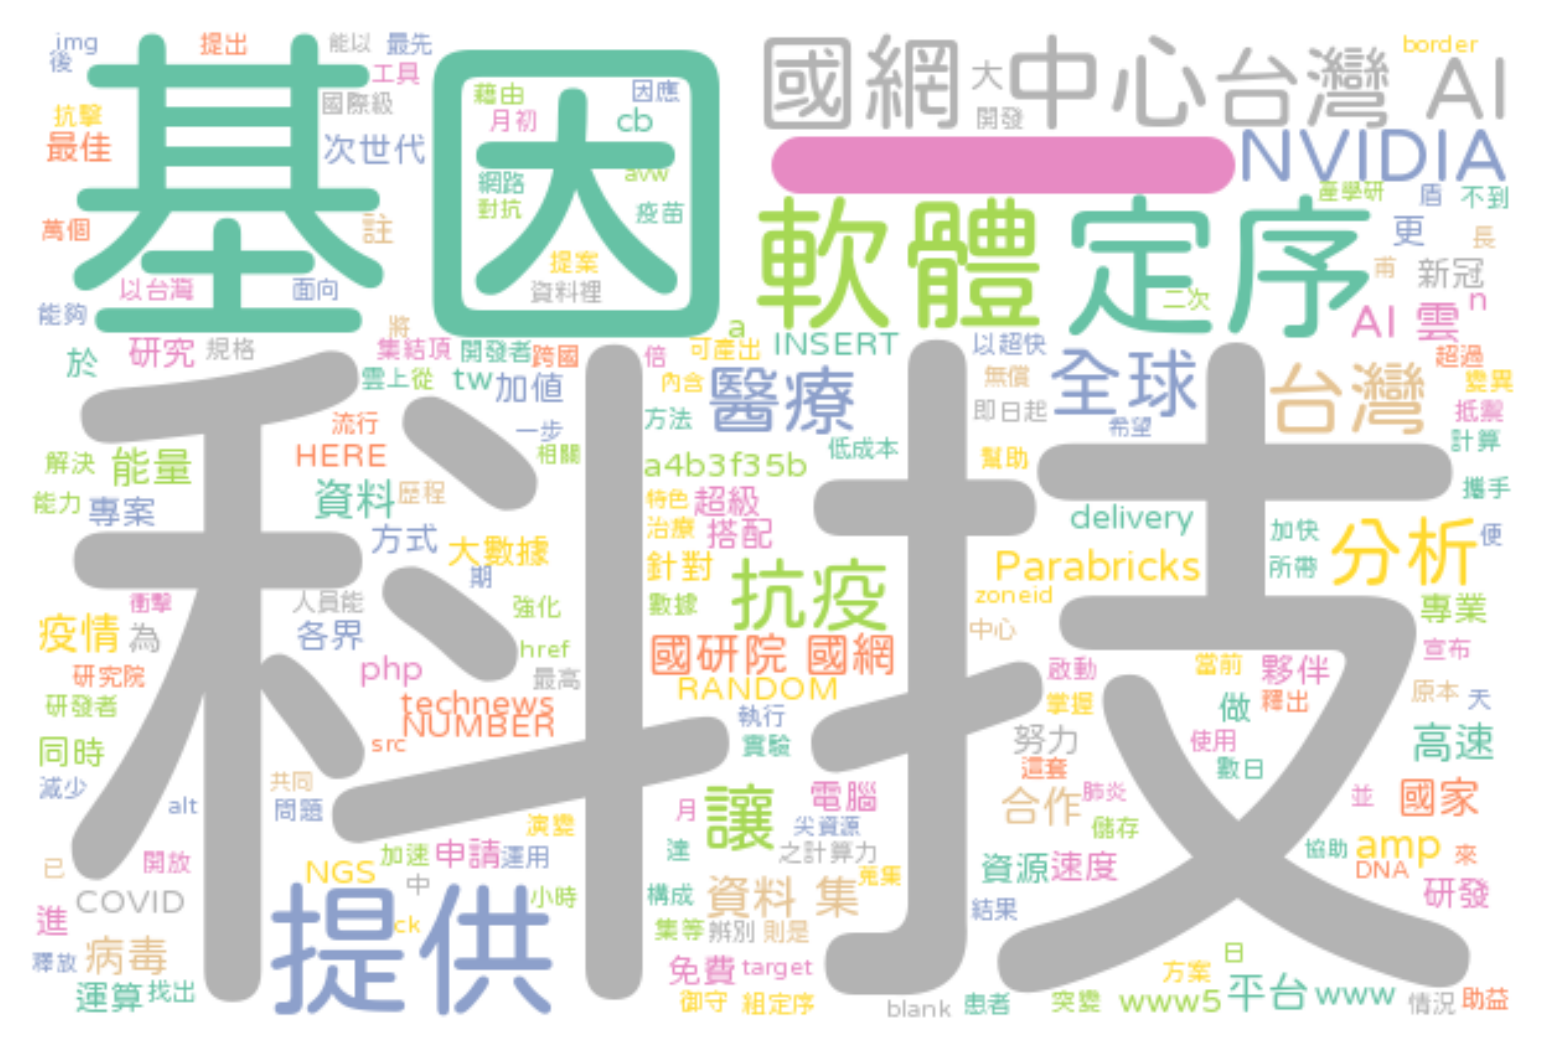 img
後
提出
能以
最先
工具
國際級
抗擊
最佳
次世代
基因
萬個
註
以台灣
面向
能夠
將
藉由
月初
因應
cb
網路
avw
對抗
疫苗
提案
資料裡
國網中心
大
開發
台灣 AI
border
一
NVIDIA
產學研
盾
不到
軟體
定序
二次
更
長
甫
新冠
n
AI 雲
於
研究
規格
集結頂
開發者
跨國
倍
a
可產出
INSERT
以超快
超過
雲上從
tw
加值
內含
醫療
無償
全球
台灣
變異
流行
一步
方法
即日起
希望
抵禦
科技
解決
能量
HERE
相關
a4b3f35b
低成本
幫助
計算
能力
專案
資料
歷程
特色
超級
攜手
方式
大數據
治療
搭配
delivery
加快
分析
便
期
針對
Parabricks
所帶
衝擊
人員能
強化
數據
抗疫
zoneid
專業
疫情
為
各界
href
國研院 國網
中心
宣布
研究院
php
最高
RANDOM
啟動
當前
夥伴
研發者
technews
執行
掌握
做
釋出
原本
天
同時
NUMBER
src
實驗
努力
使用
高速
減少
共同
這套
數日
alt
問題
月
讓
電腦
合作
肺炎
並
國家
演變
尖資源
儲存
已
開放
NGS
加速
申請
運用
達
之計算力
資源
速度
協助
amp
來
DNA
COVID
中
小時
構成
資料 集
蒐集
結果
研發
進
提供
ck
集等
辨別
則是
日
釋放
病毒
免費
target
方案
運算
找出
御守
組定序
blank
患者
突變
www5
平台
www
情況
助益